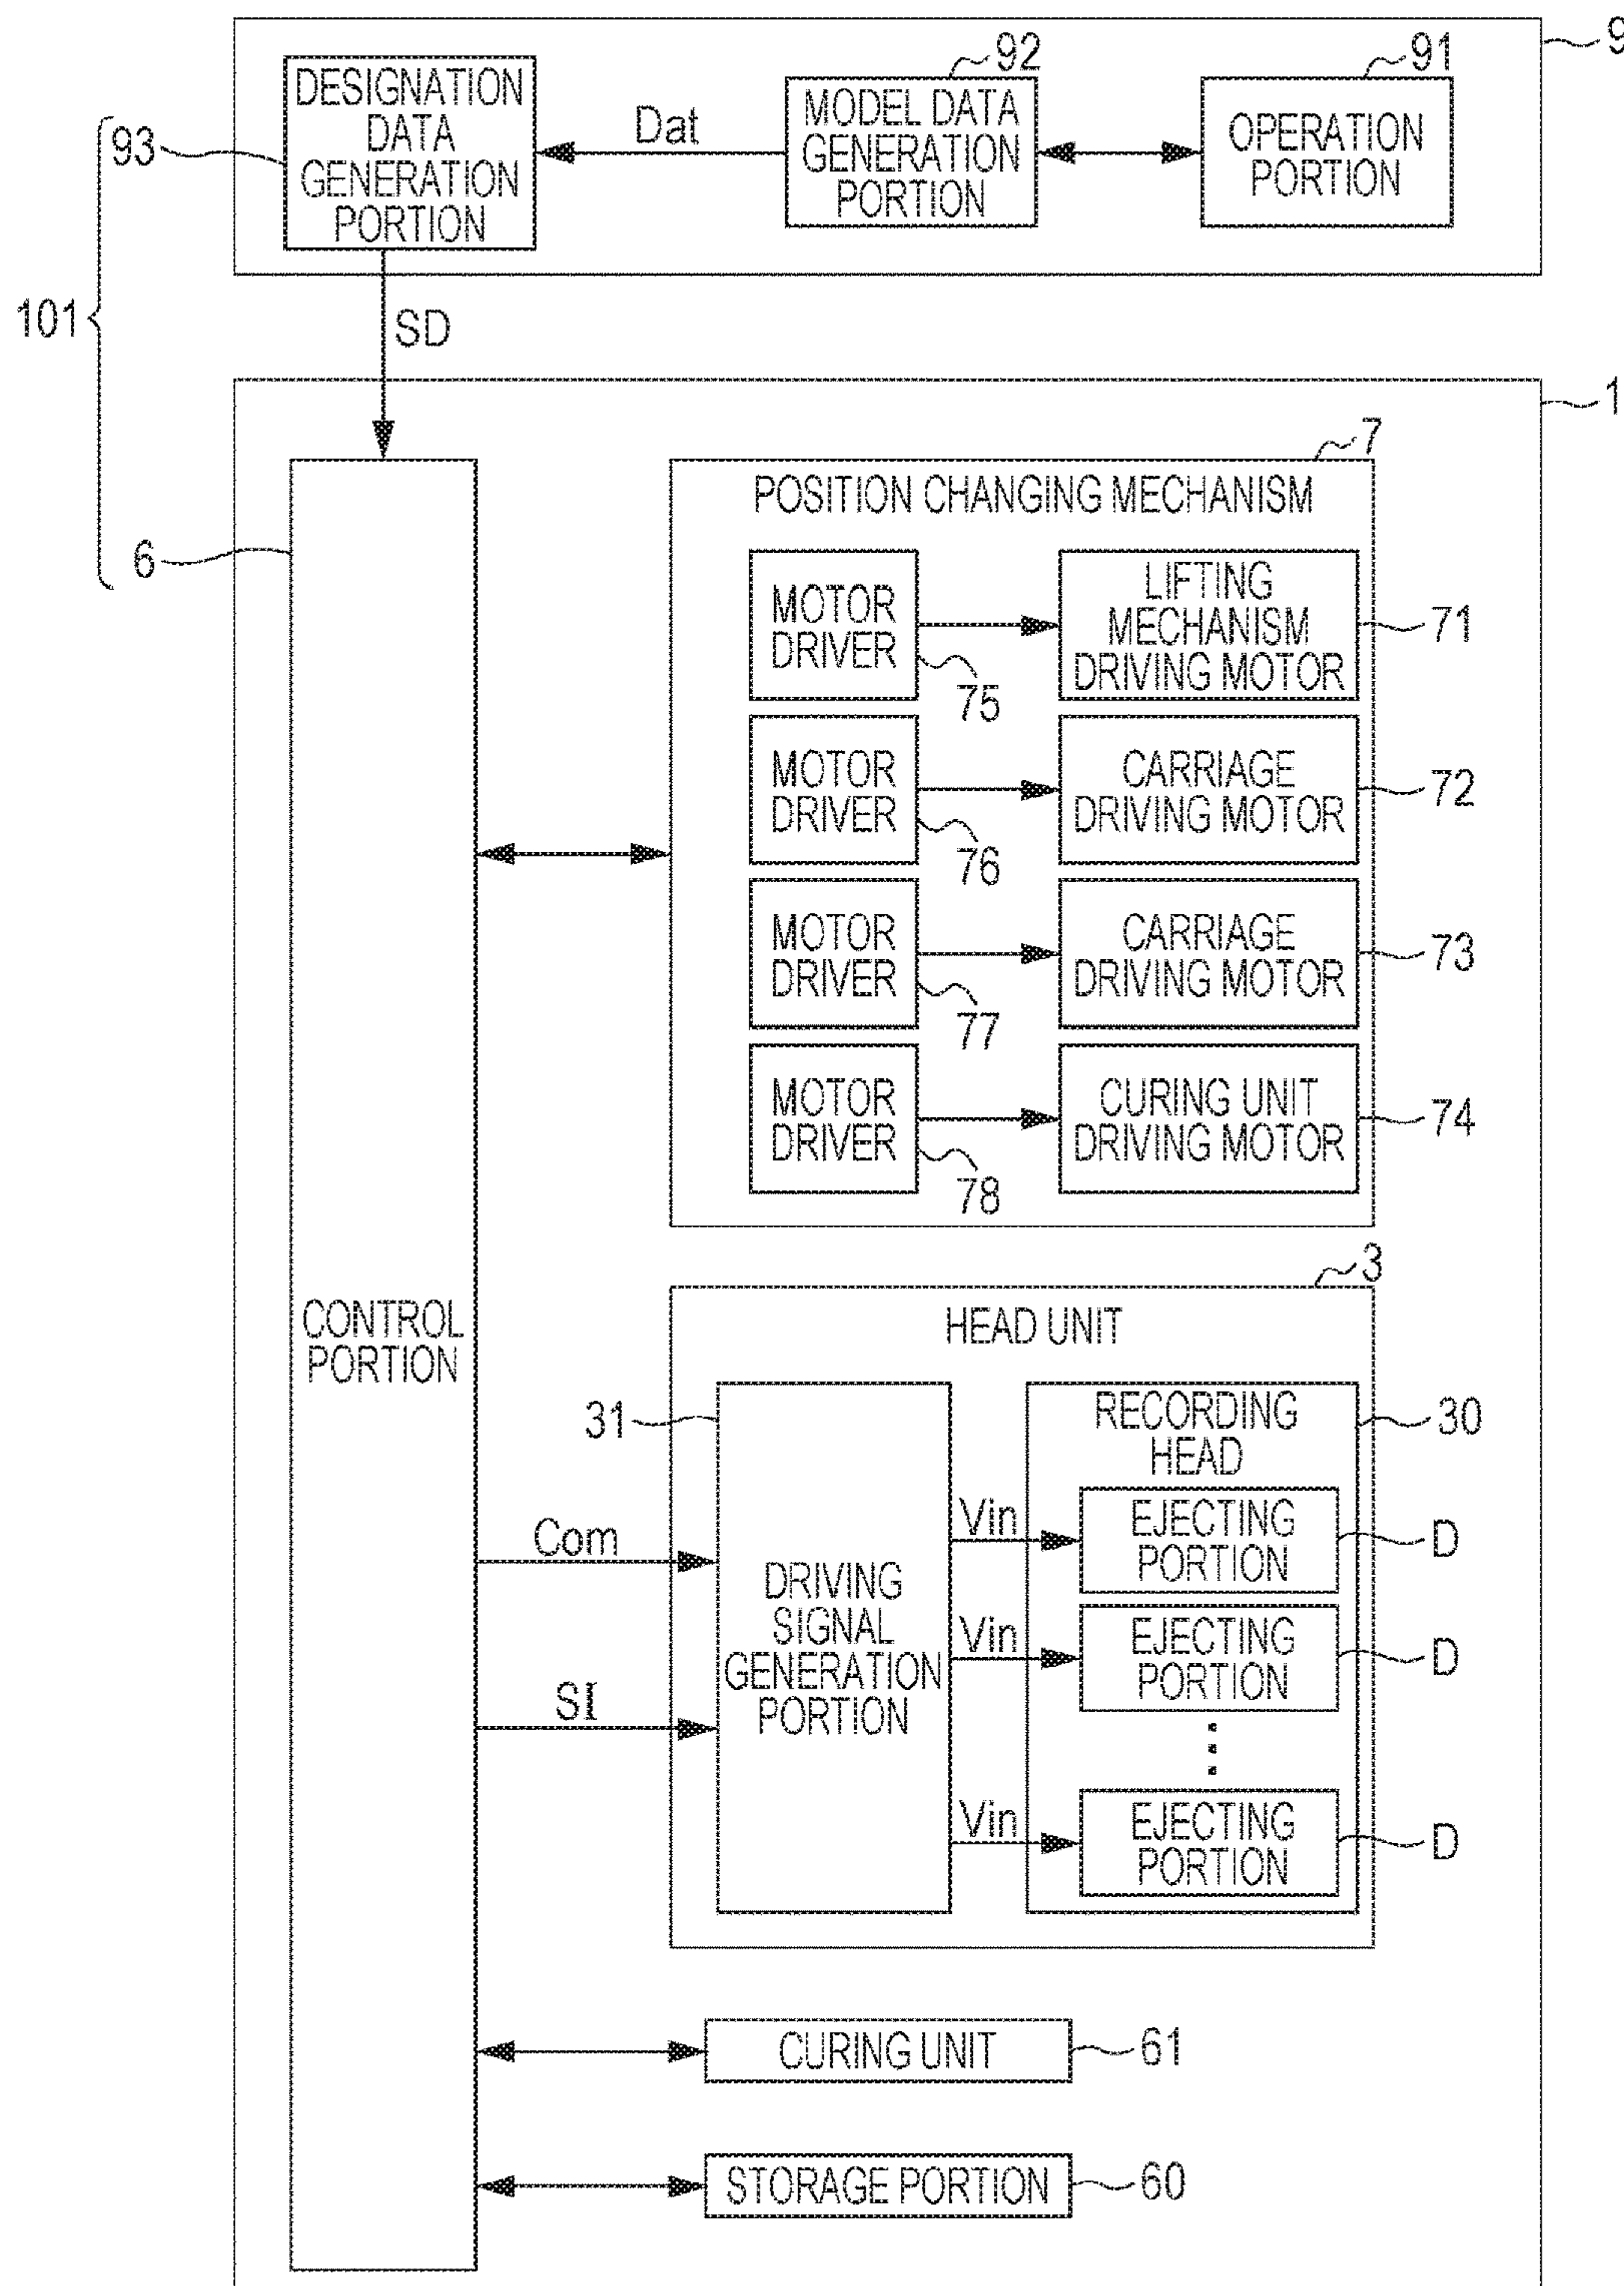 9
92
91
DESIGNATION
DATA
GENERATION
PORTION
Dat
MODEL DATA
GENERATION
PORTION
OPERATION
PORTION
93
101
SD
1
7
POSITION CHANGING MECHANISM
6
MOTOR
DRIVER
75
LIFTING
MECHANISM
DRIVING MOTOR
71
MOTOR
DRIVER
76
CARRIAGE
DRIVING MOTOR
72
MOTOR
DRIVER
77
CARRIAGE
DRIVING MOTOR
73
MOTOR
DRIVER
78
CURING UNIT
DRIVING MOTOR
74
3
HEAD UNIT
CONTROL
PORTION
31
RECORDING
HEAD
30
Com
SI
DRIVING
SIGNAL
GENERATION
PORTION
Vin
EJECTING
PORTION
D
Vin
EJECTING
PORTION
D
Vin
EJECTING
PORTION
D
CURING UNIT
61
STORAGE PORTION
60